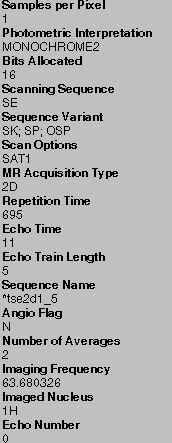 Samples per Pixel
1
Photometric Interpretation
MONOCHROME2
Bits Allocated
16
Scanning Sequence
SE
Sequence Variant
SK; SP; OSP
Scan Options
SAT1
MR Acquisition Type
2D
Repetition Time
695
Echo Time
11
Echo Train Length
5
Sequence Name
*tse2d1_5
Angio Flag
N
Number of Averages
2
Imaging Frequency
63.680326
Imaged Nucleus
1H
Echo Number
0